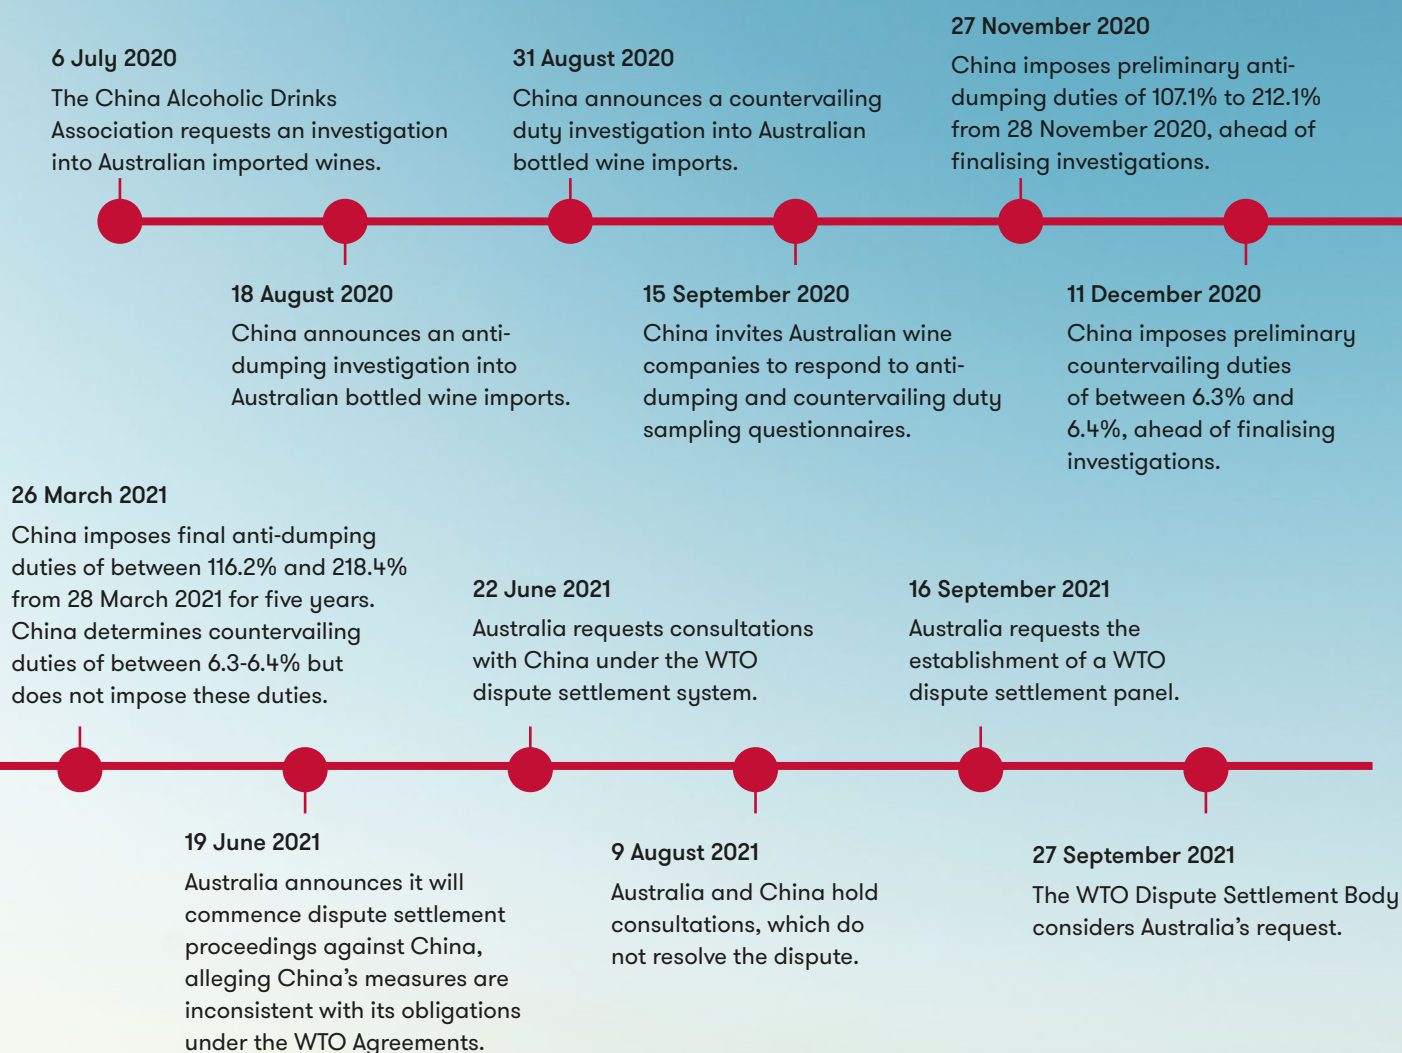 6 July 2020
The China Alcoholic Drinks
Association requests an investigation
into Australian imported wines.
18 August 2020
China announces an anti-
dumping investigation into
Australian bottled wine imports.
31 August 2020
China announces a countervailing
duty investigation into Australian
bottled wine imports.
15 September 2020
China invites Australian wine
companies to respond to anti-
dumping and countervailing duty
sampling questionnaires.
27 November 2020
China imposes preliminary anti-
dumping duties of 107.1% to 212.1%
from 28 November 2020, ahead of
finalising investigations.
11 December 2020
China imposes preliminary
countervailing duties
of between 6.3% and
6.4%, ahead of finalising
investigations.
26 March 2021
China imposes final anti-dumping
duties of between 116.2% and 218.4%
from 28 March 2021 for five years.
China determines countervailing
duties of between 6.3-6.4% but
does not impose these duties.
19 June 2021
Australia announces it will
commence dispute settlement
proceedings against China,
alleging China's measures are
inconsistent with its obligations
under the WTO Agreements.
22 June 2021
Australia requests consultations
with China under the WTO
dispute settlement system.
9 August 2021
Australia and China hold
consultations, which do
not resolve the dispute.
16 September 2021
Australia requests the
establishment of a WTO
dispute settlement panel.
27 September 2021
The WTO Dispute Settlement Body
considers Australia's request.